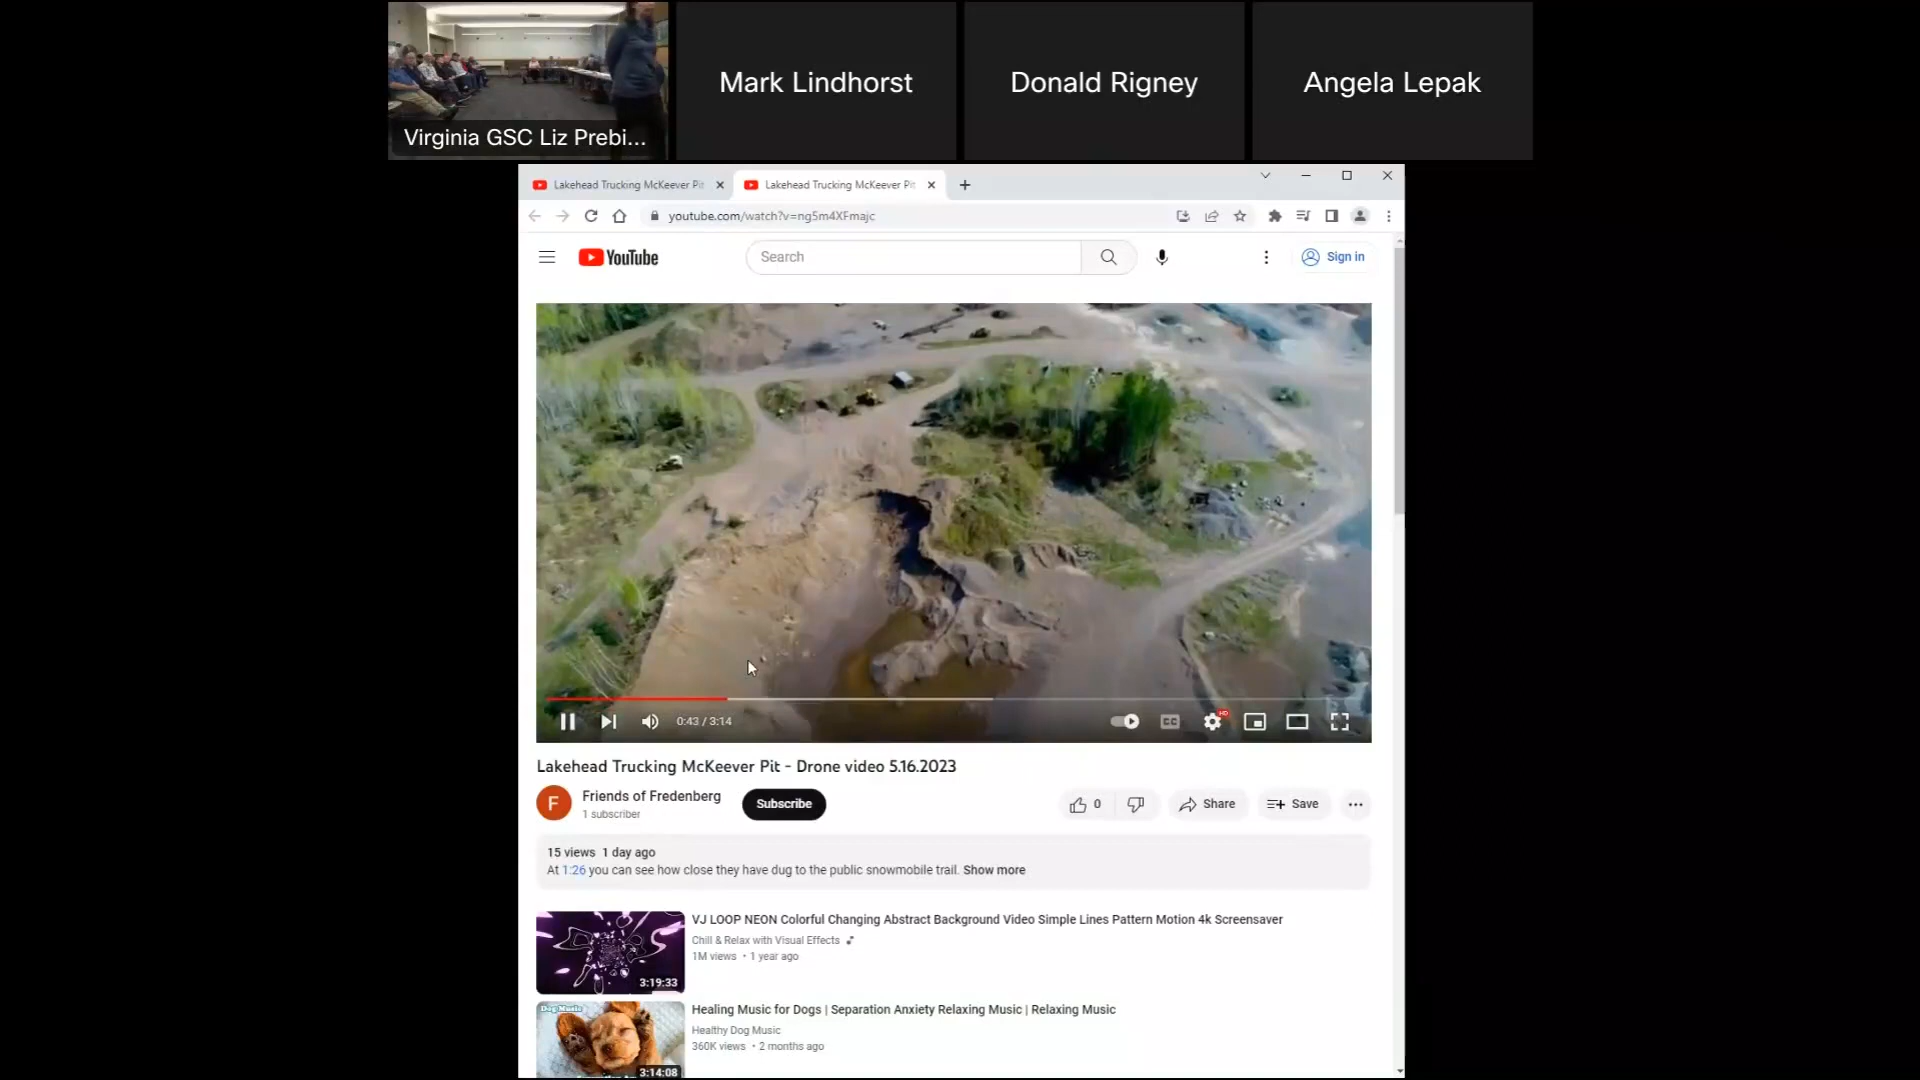 Virginia GSC Liz Prebi...
Mark Lindhorst
Donald Rigney
Angela Lepak
Lakehead Trucking McKeever Pit
Lakehead Trucking McKeever Pit
youtube.com/watch?v=ng5m4XFmajc
YouTube
Search
Sign in
0:43 / 3:14
CC
HD
Lakehead Trucking McKeever Pit - Drone video 5.16.2023
F
Friends of Fredenberg
1 subscriber
Subscribe
0
Share
Save
15 views 1 day ago
At 1:26 you can see how close they have dug to the public snowmobile trail. Show more
VJ LOOP NEON Colorful Changing Abstract Background Video Simple Lines Pattern Motion 4k Screensaver
Chill & Relax with Visual Effects
1M views • 1 year ago
3:19:33
Dog Music
Healing Music for Dogs | Separation Anxiety Relaxing Music | Relaxing Music
Healthy Dog Music
360K views • 2 months ago
3:14:08